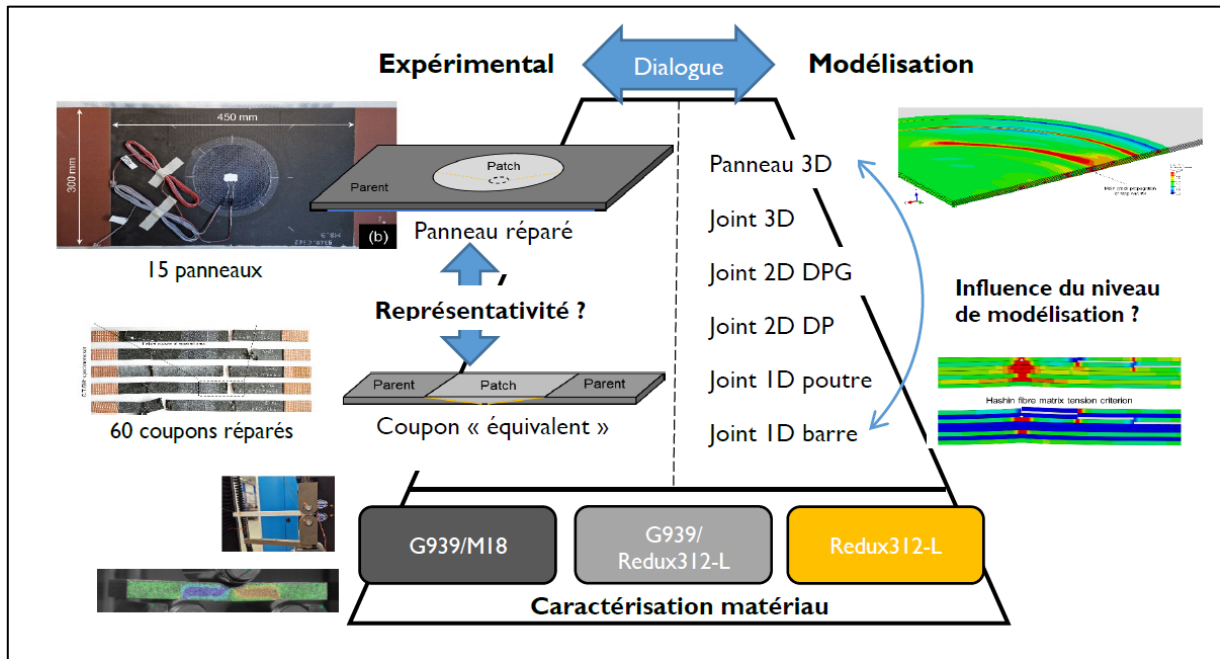 Expérimental
Dialogue
Modélisation
450 mm
300 mm
(b)
15 panneaux
Patch
Parent
Panneau réparé
Représentativité ?
Parent
Patch
Parent
Coupon « équivalent »
60 coupons réparés
Panneau 3D
Joint 3D
Joint 2D DPG
Joint 2D DP
Joint 1D poutre
Joint 1D barre
Influence du niveau
de modélisation ?
Hashin fibre matrix tension criterion
G939/M18
G939/
Redux312-L
Redux312-L
Caractérisation matériau